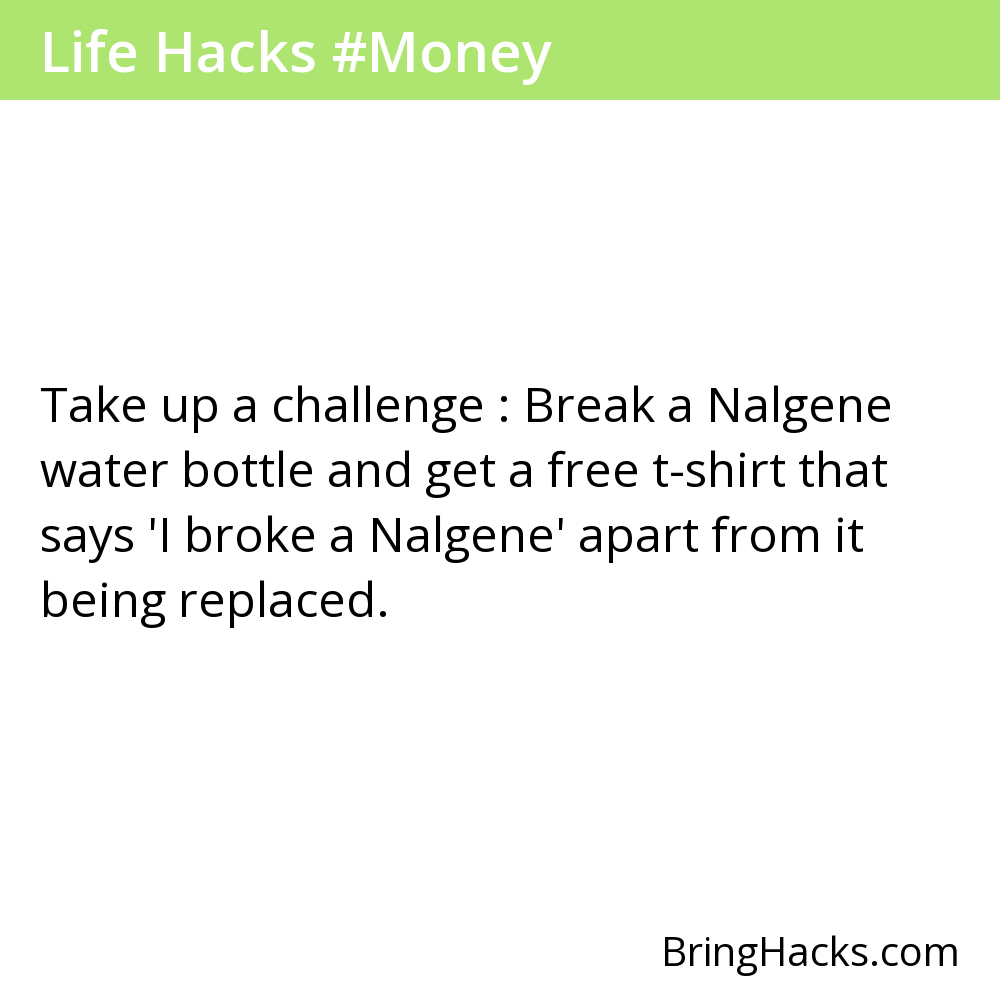 Life Hacks #Money
Take up a challenge : Break a Nalgene
water bottle and get a free t-shirt that
says 'I broke a Nalgene' apart from it
being replaced.
BringHacks.com